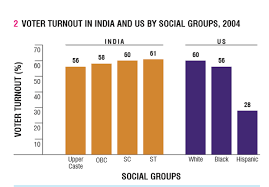 2 VOTER TURNOUT IN INDIA AND US BY SOCIAL GROUPS, 2004
INDIA
US
VOTER TURNOUT (%)
70
60
50
40
30
20
10
56
58
60
61
60
56
28
Upper Caste
OBC
SC
ST
White
Black
Hispanic
SOCIAL GROUPS